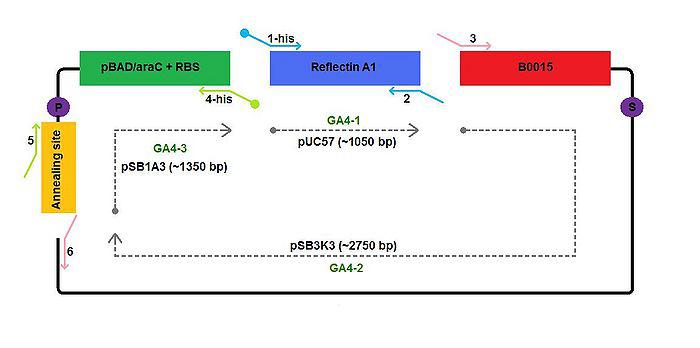 1-his
3
pBAD/araC + RBS
Reflectin A1
B0015
4-his
2
P
S
5
Annealing site
GA4-1
pUC57 (~1050 bp)
GA4-3
pSB1A3 (~1350 bp)
6
pSB3K3 (~2750 bp)
GA4-2